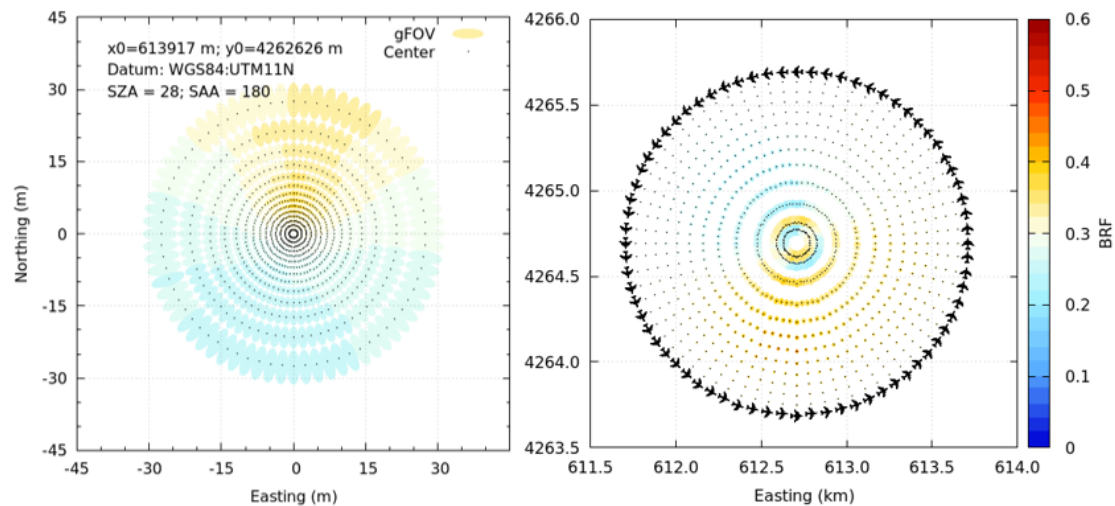 45
30
15
0
-15
-30
-45
-45 -30 -15 0 15 30 45
Northing (m)
Easting (m)
x0=613917 m; y0=4262626 m
Datum: WGS84:UTM11N
SZA = 28; SAA = 180
gFOV
Center
4266.0
4265.5
4265.0
4264.5
4264.0
4263.5
611.5 612.0 612.5 613.0 613.5 614.0
Easting (km)
0.6
0.5
0.4
0.3
0.2
0.1
0
BRF